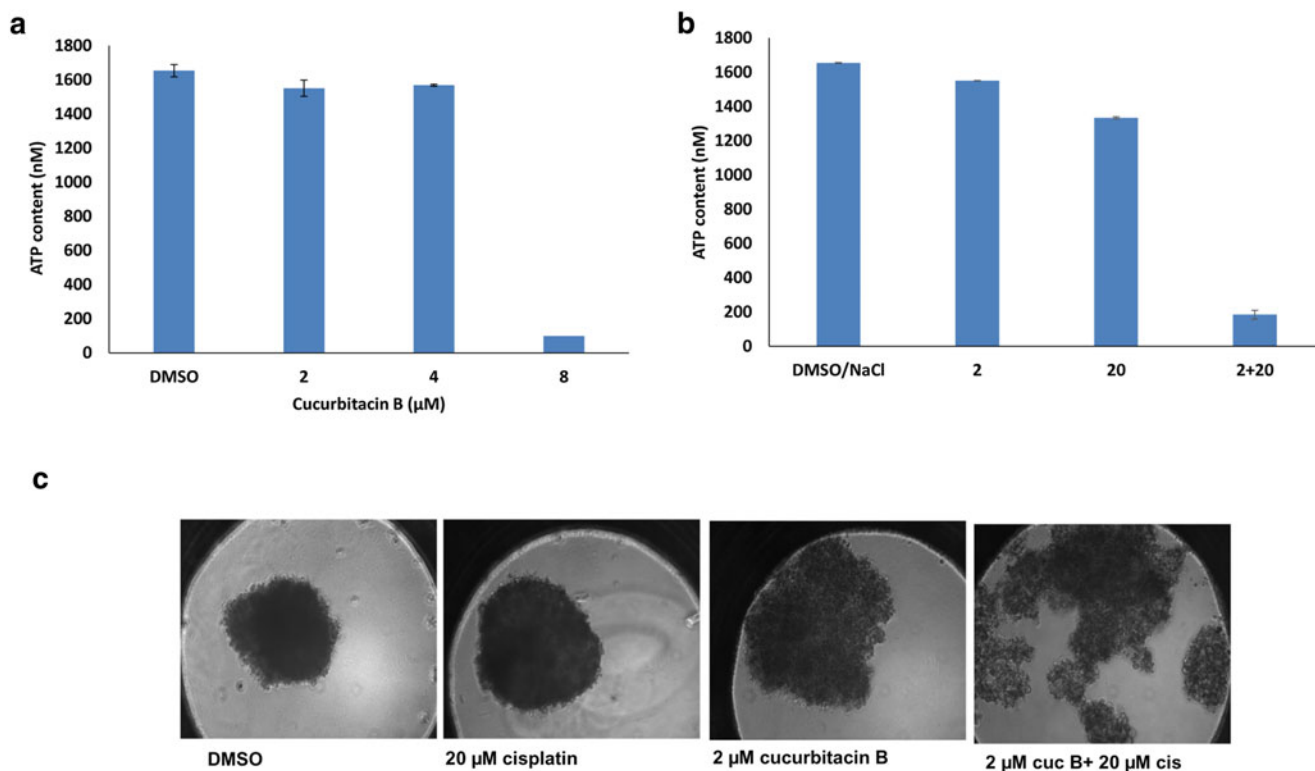 a
1800
1600
1400
1200
1000
800
600
400
200
0
ATP content (nM)
DMSO 2 4 8
Cucurbitacin B (µM)
b
1800
1600
1400
1200
1000
800
600
400
200
0
ATP content (nM)
DMSO/NaCl 2 20 2+20
c
DMSO
20 µM cisplatin
2 µM cucurbitacin B
2 µM cuc B+ 20 µM cis